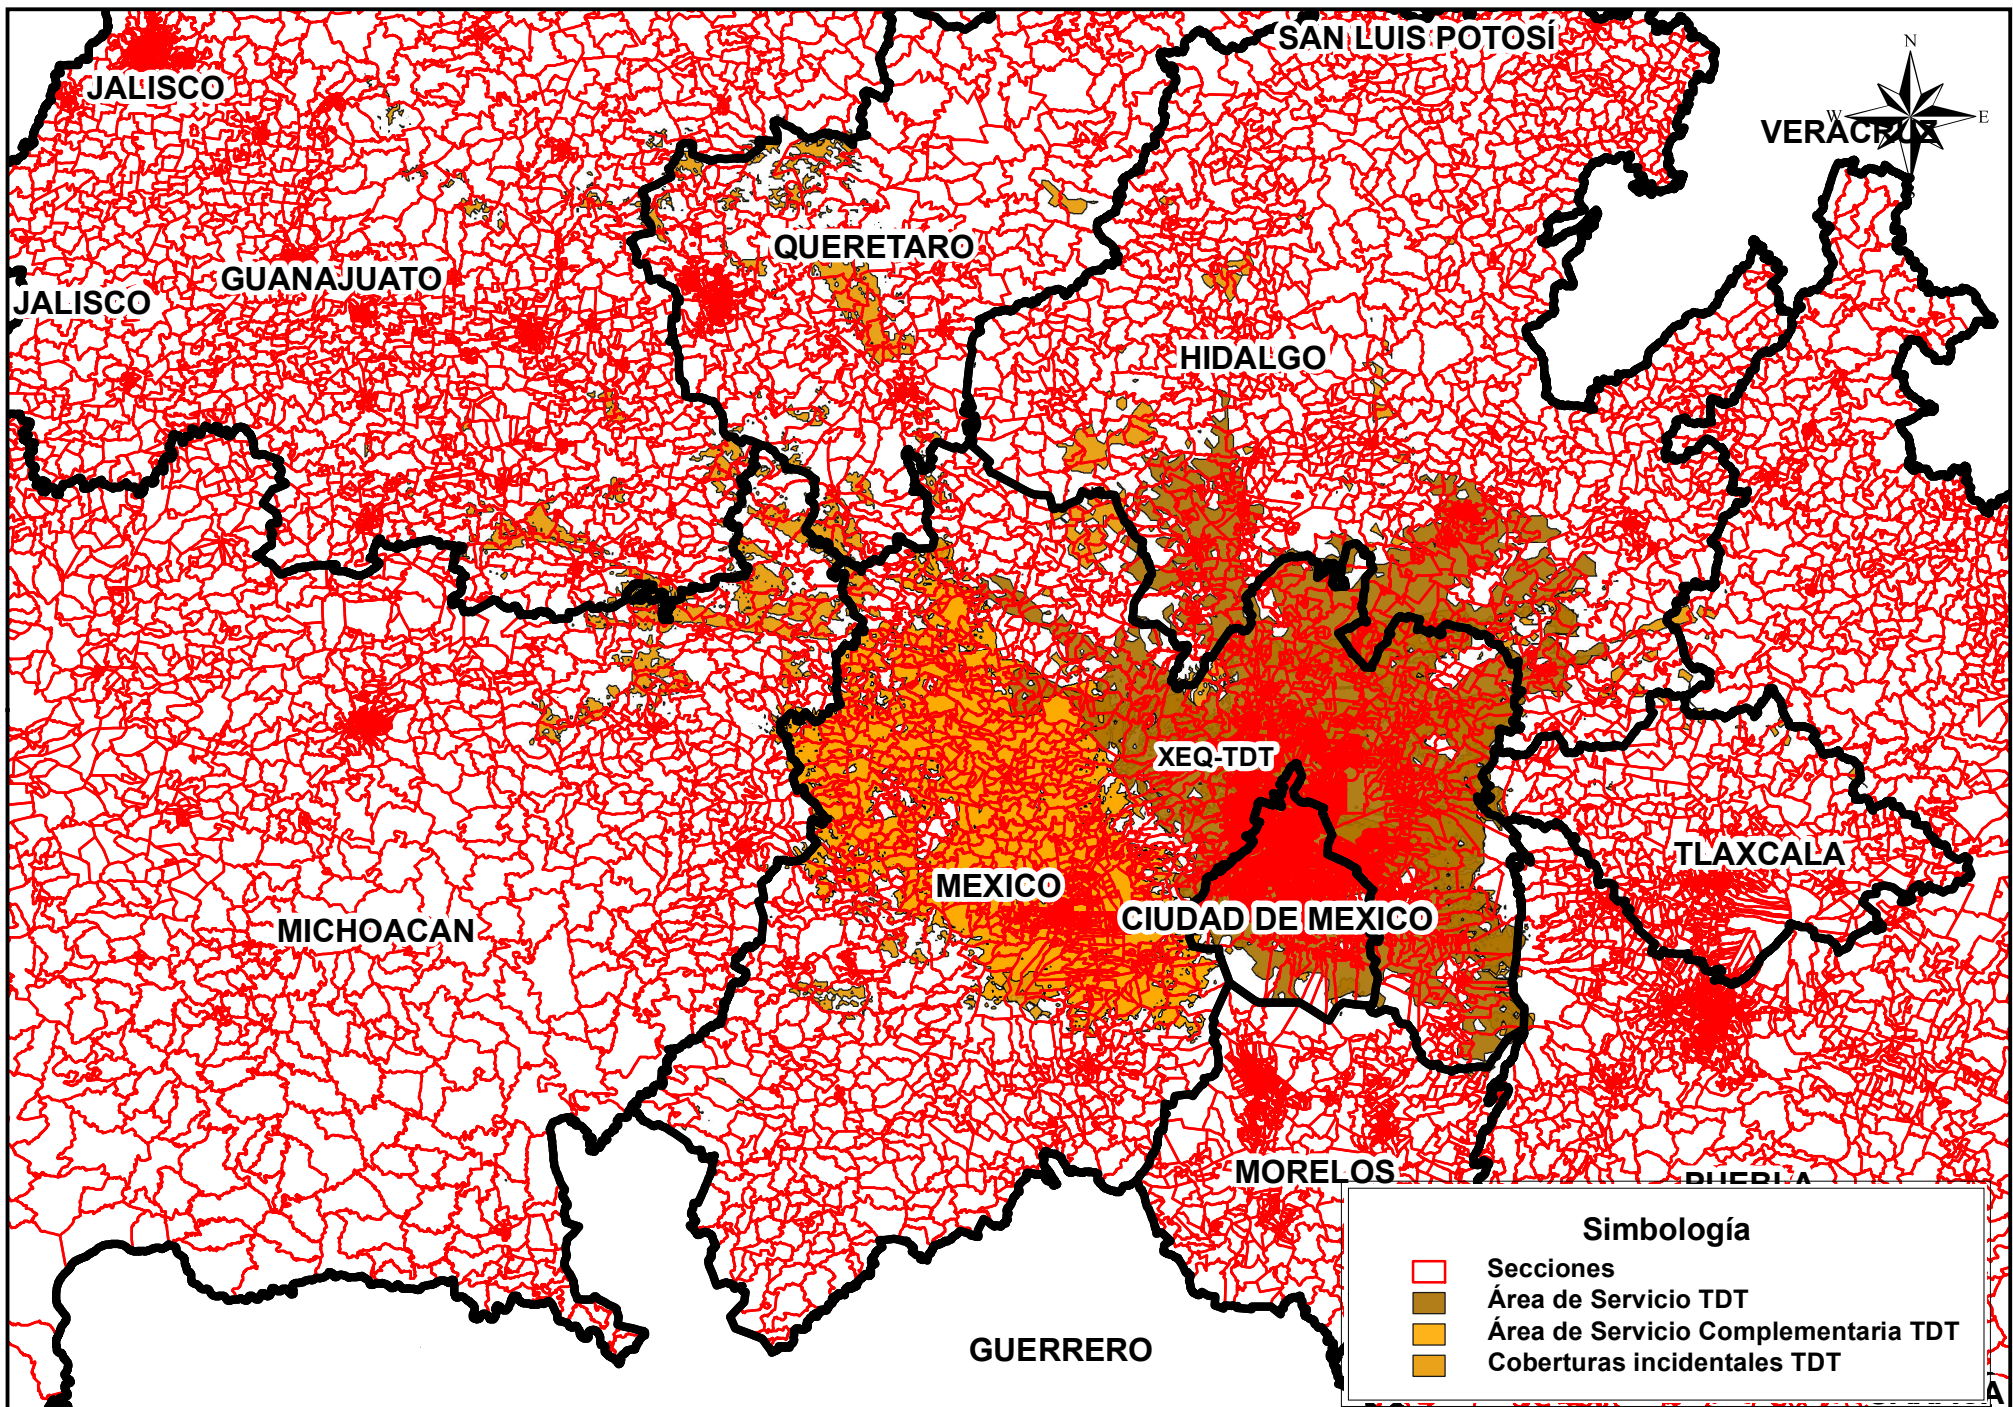 SAN LUIS POTOSÍ
N
JALISCO
W
E
VERACRUZ
QUERETARO
GUANAJUATO
JALISCO
HIDALGO
XEQ-TDT
TLAXCALA
MEXICO
CIUDAD DE MEXICO
MICHOACAN
MORELOS
PUEBLA
Simbología
Secciones
Área de Servicio TDT
Área de Servicio Complementaria TDT
Coberturas incidentales TDT
GUERRERO